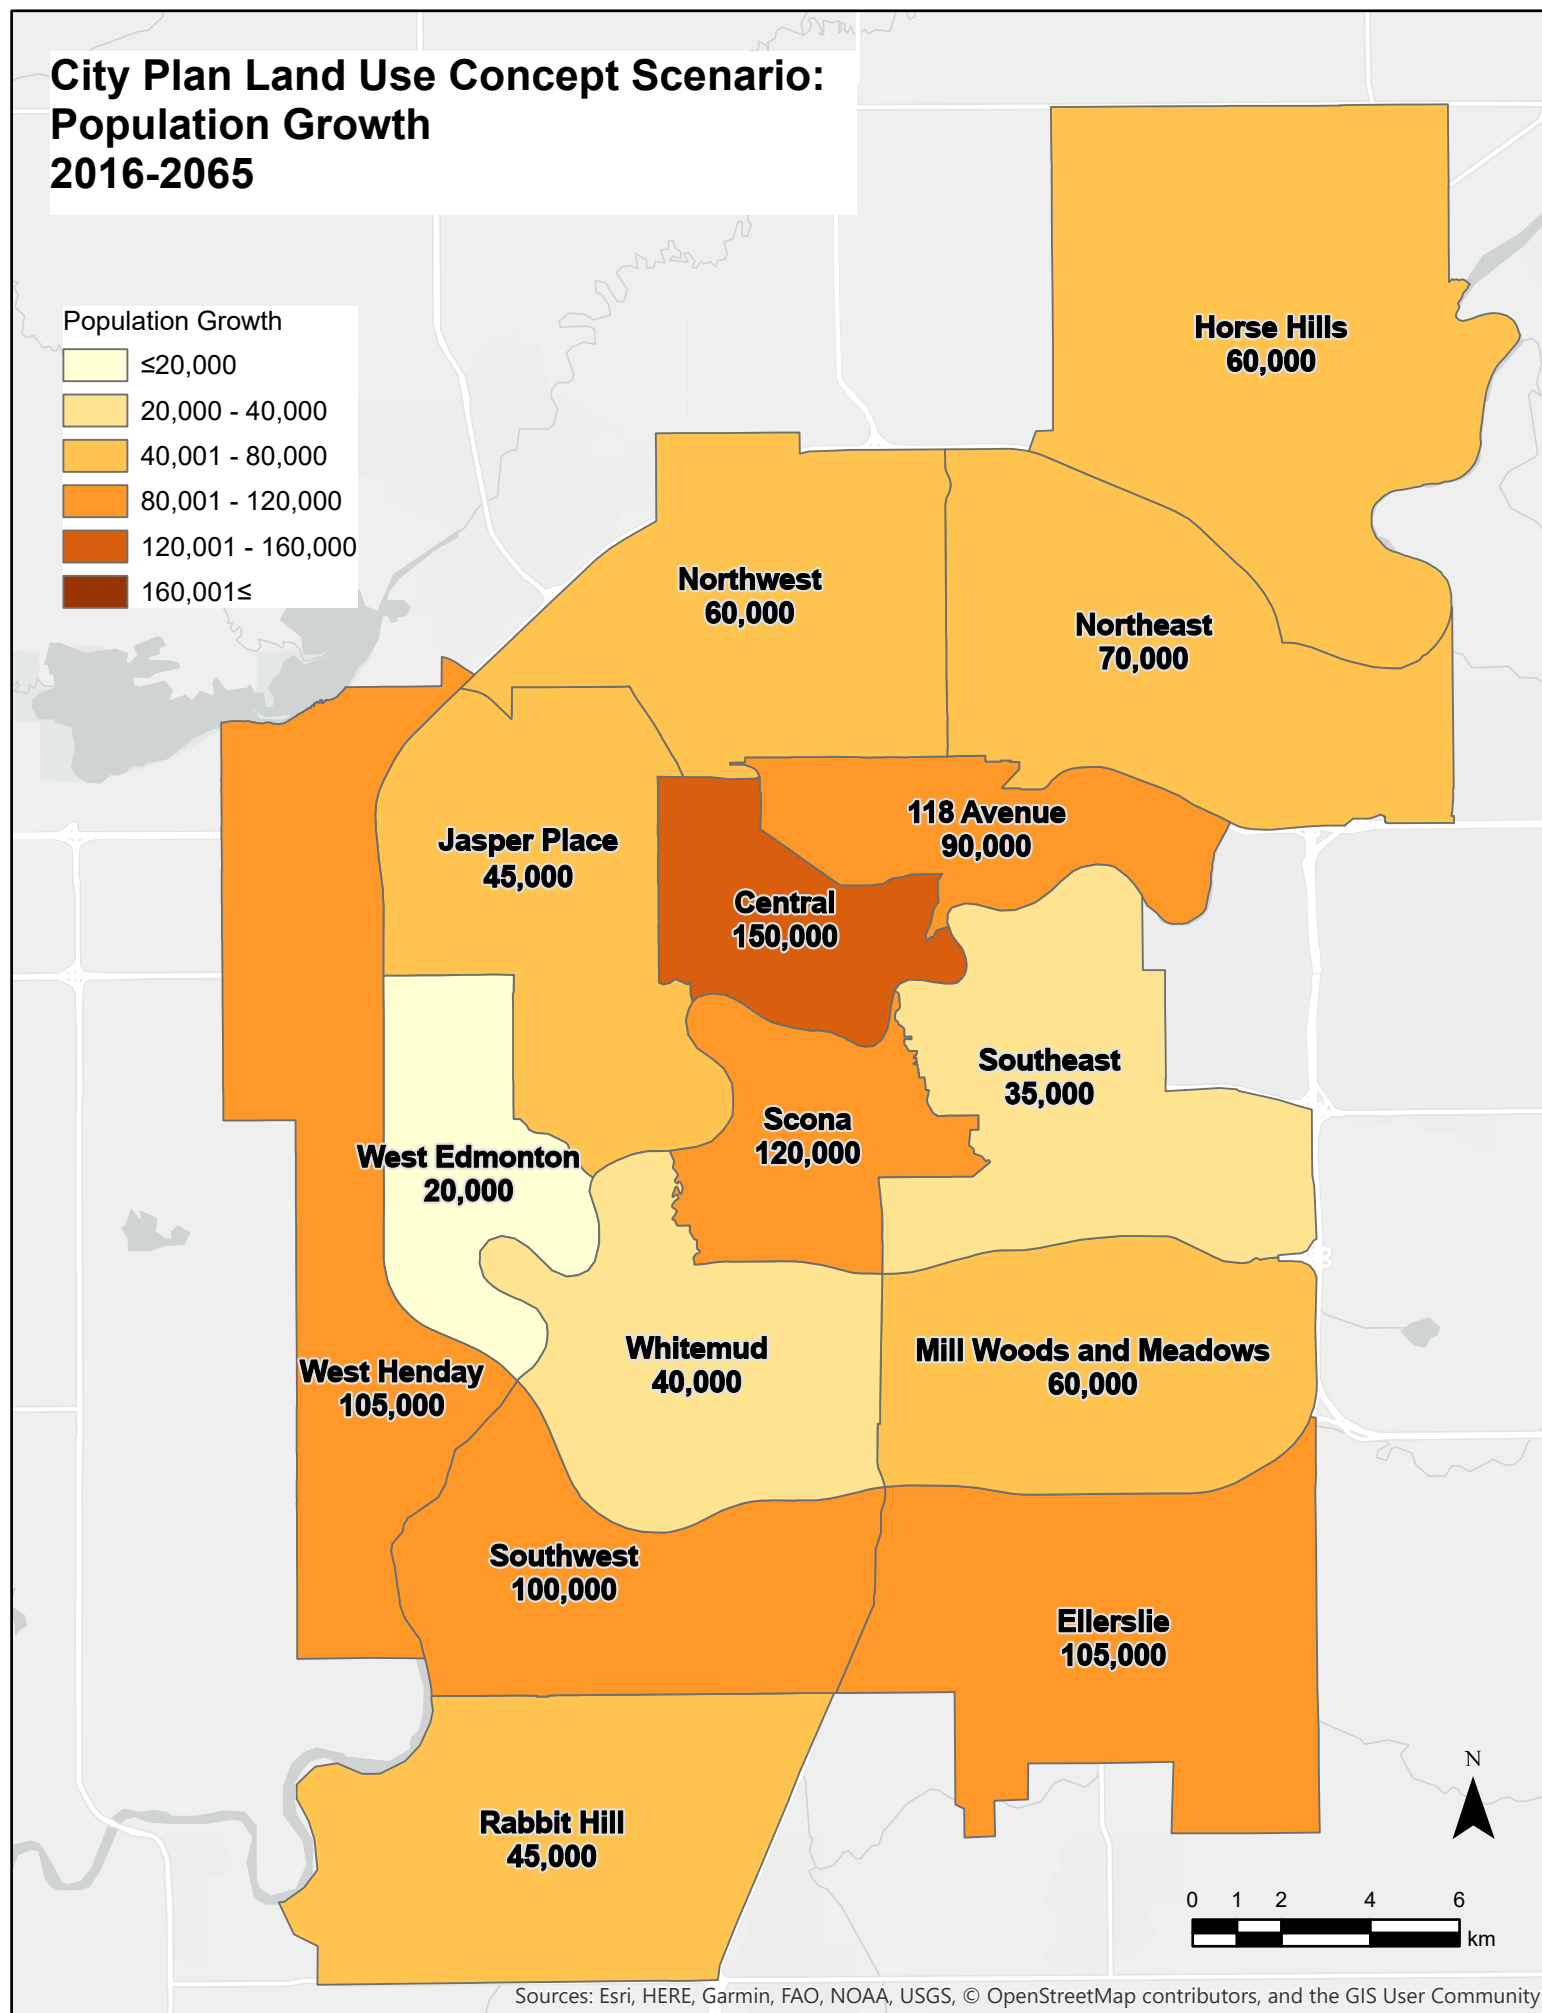 City Plan Land Use Concept Scenario:
Population Growth
2016-2065
Population Growth
≤20,000
20,000 - 40,000
40,001 - 80,000
80,001 - 120,000
120,001 - 160,000
160,001≤
Horse Hills
60,000
Northwest
60,000
Northeast
70,000
118 Avenue
90,000
Jasper Place
45,000
Central
150,000
Southeast
35,000
Scona
120,000
West Edmonton
20,000
Whitemud
40,000
Mill Woods and Meadows
60,000
West Henday
105,000
Southwest
100,000
Ellerslie
105,000
Rabbit Hill
45,000
N
0 1 2 4 6
km
Sources: Esri, HERE, Garmin, FAO, NOAA, USGS, © OpenStreetMap contributors, and the GIS User Community